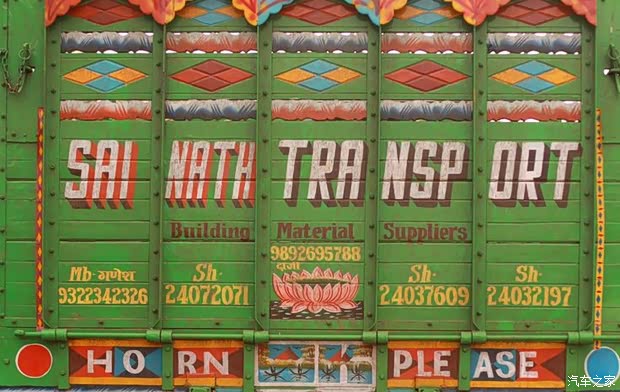 SAI NATH TRANSPORT
Building Material Suppliers
9892695788
Mb. गणेश
9322342326
Sh.
24072071
Sh.
24037609
Sh.
24032197
HORN OK PLEASE
汽车之家